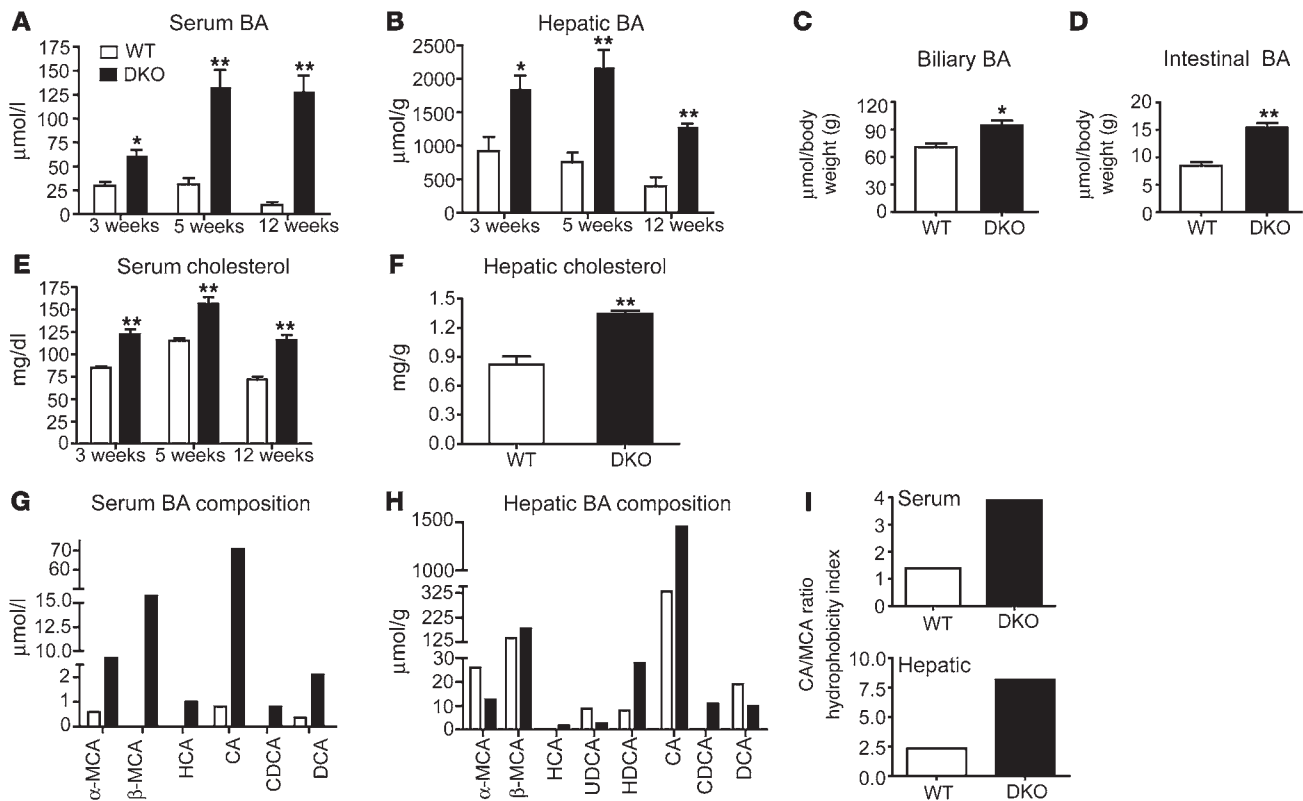 A Serum BA
175
150
125
100
75
50
25
0
μmol/l
WT
DKO
*
**
**
3 weeks 5 weeks 12 weeks
B Hepatic BA
2500
2000
1500
1000
500
0
μmol/g
*
**
**
3 weeks 5 weeks 12 weeks
C
Biliary BA
120
90
60
30
0
μmol/body
weight (g)
*
WT DKO
D
Intestinal BA
20
15
10
5
0
μmol/body
weight (g)
**
WT DKO
E Serum cholesterol
175
150
125
100
75
50
25
0
mg/dl
**
**
**
3 weeks 5 weeks 12 weeks
F Hepatic cholesterol
1.5
1.2
0.9
0.6
0.3
0.0
mg/g
**
WT DKO
G Serum BA composition
70
60
15.0
10.0
2
1
0
μmol/l
α-MCA
β-MCA
HCA
CA
CDCA
DCA
H Hepatic BA composition
1500
1000
325
225
125
30
20
10
0
μmol/g
α-MCA
β-MCA
HCA
UDCA
HDCA
CA
CDCA
DCA
I
CA/MCA ratio
hydrophobicity index
Serum
4
3
2
1
0
WT DKO
Hepatic
10.0
7.5
5.0
2.5
0.0
WT DKO